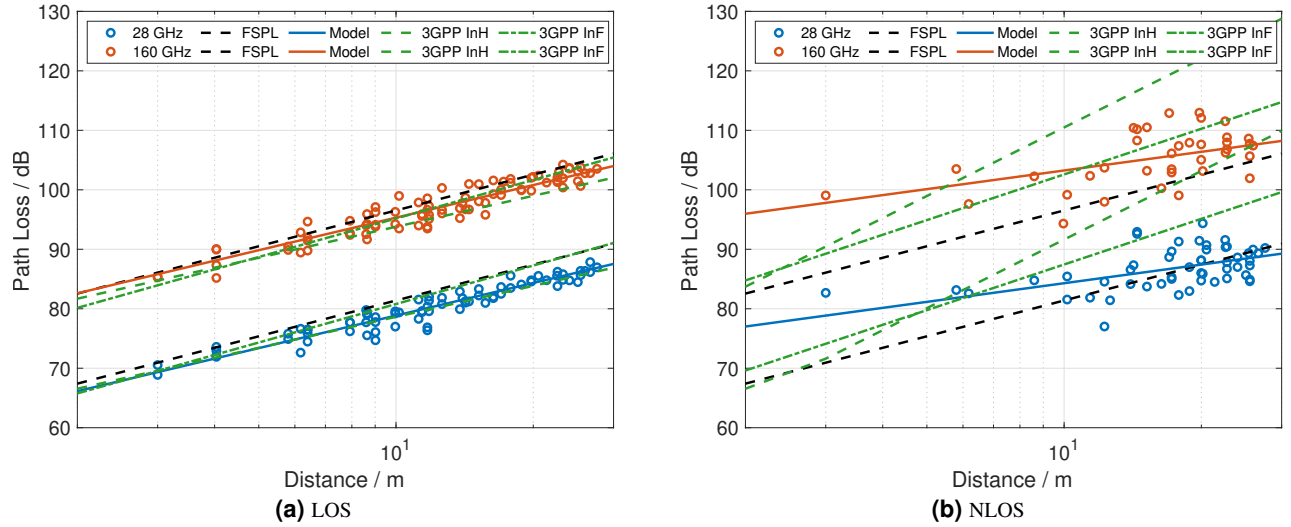 130
120
110
100
90
80
70
60
Path Loss / dB
28 GHz FSPL Model 3GPP InH 3GPP InF
160 GHz FSPL Model 3GPP InH 3GPP InF
10^1
Distance / m
(a) LOS
130
120
110
100
90
80
70
60
Path Loss / dB
28 GHz FSPL Model 3GPP InH 3GPP InF
160 GHz FSPL Model 3GPP InH 3GPP InF
10^1
Distance / m
(b) NLOS